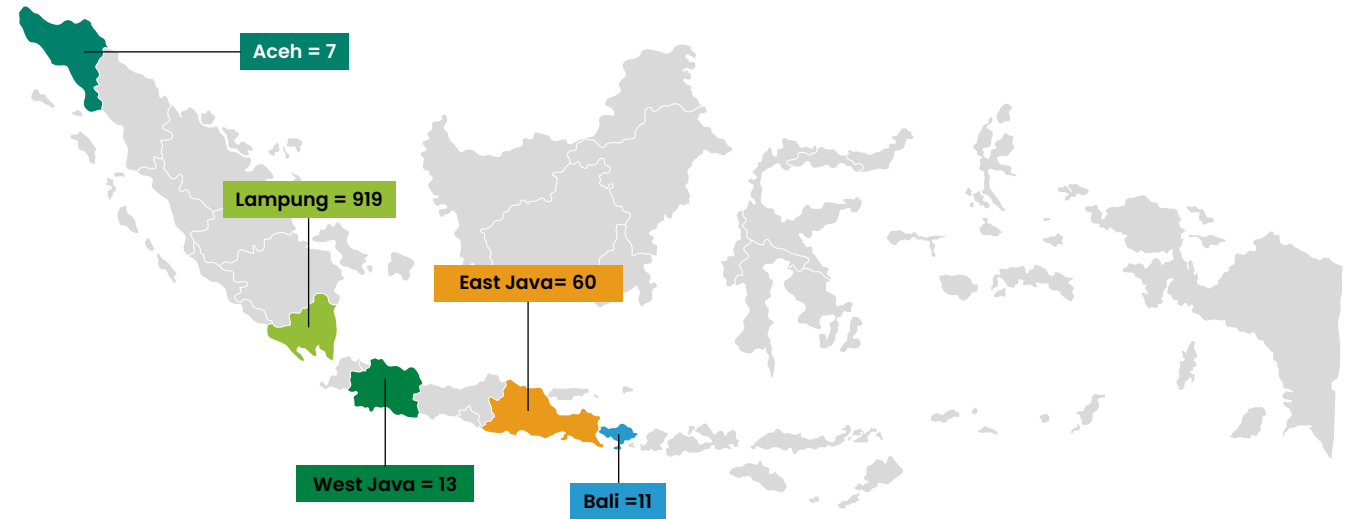 Aceh = 7
Lampung = 919
East Java= 60
West Java = 13
Bali =11